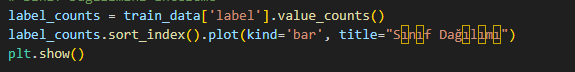 label_counts = train_data['label'].value_counts()
label_counts.sort_index().plot(kind='bar', title="Sınıf Dağılımı")
plt.show()